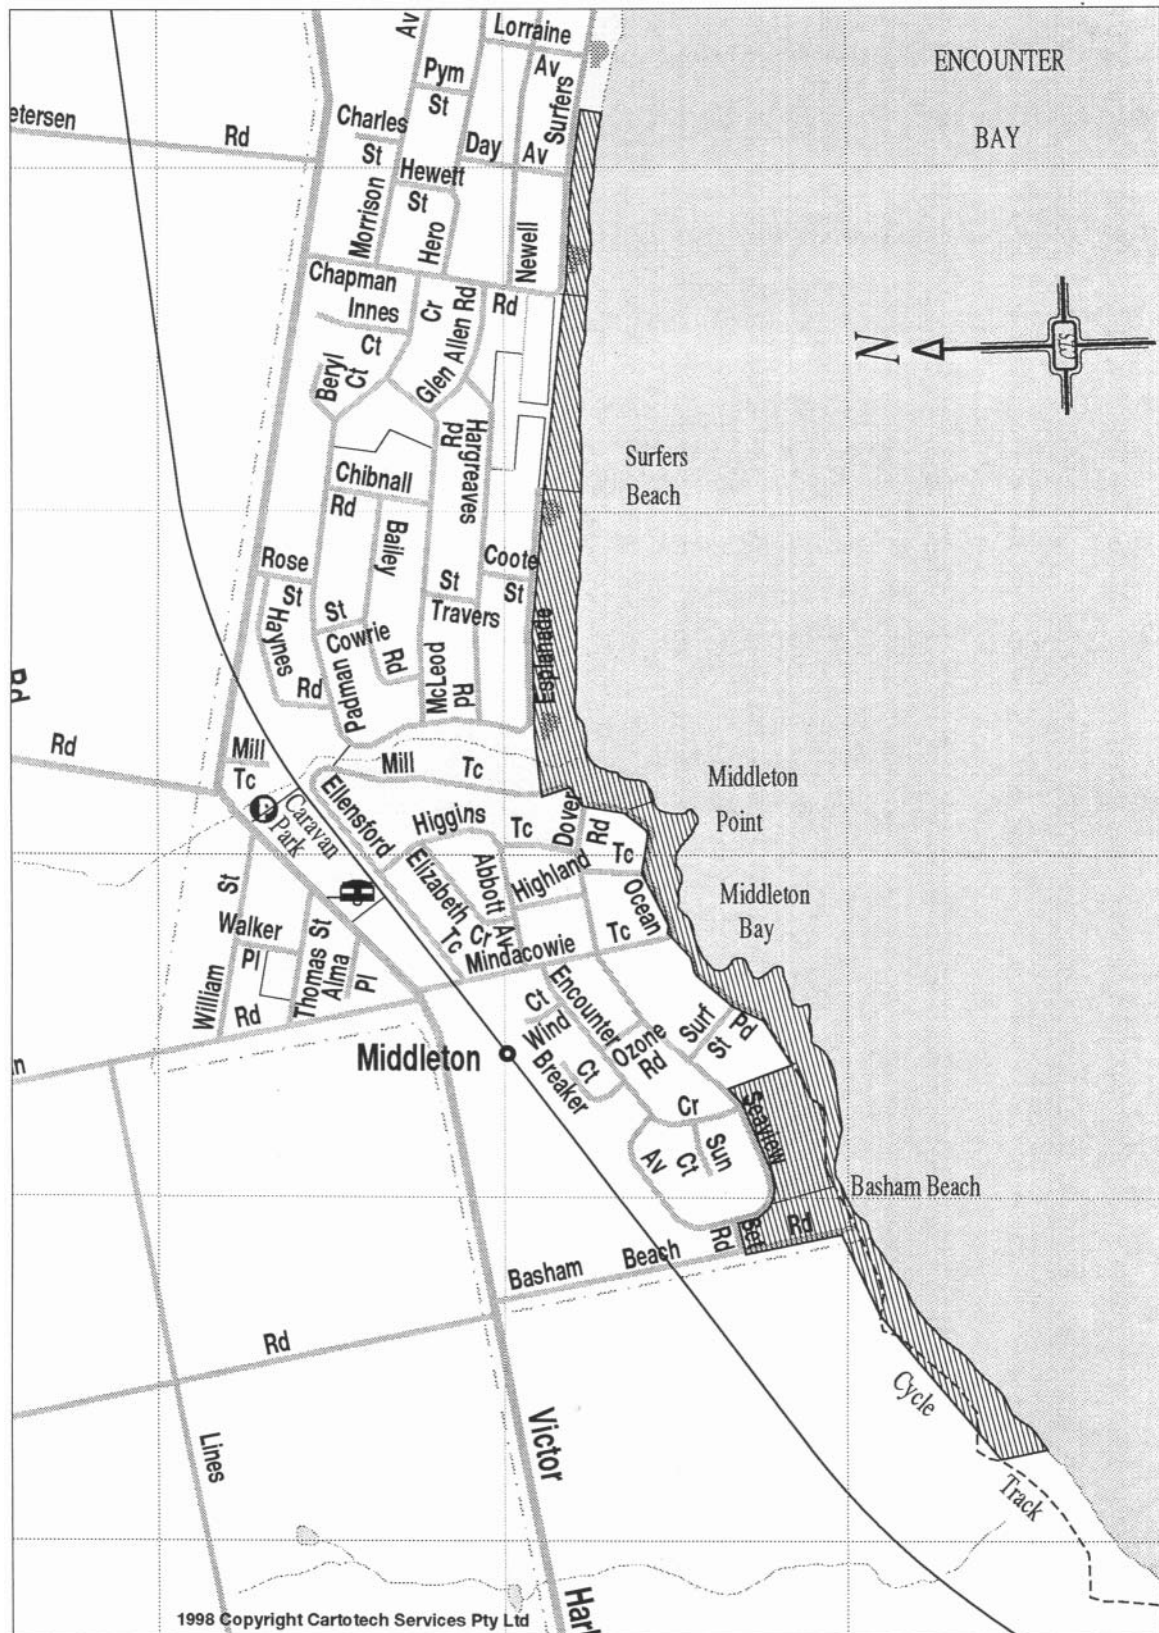 Lorraine
Av
ENCOUNTER
BAY
Pym
St
Av
Surfers
etersen
Rd
Charles
St
Day
Av
Hewett
St
Morrison
Hero
Newell
Chapman
Rd
Innes
Ct
Cr
Glen Allen Rd
N
CTS
Beryl
Ct
Hargreaves
Rd
Surfers
Beach
Chibnall
Rd
Bailey
Rose
St
Coote
St
St
Travers
Haynes
Rd
St
Cowrie
Rd
Padman
McLeod
Rd
Esplanade
Rd
Rd
Mill
Tc
Mill Tc
Middleton
Point
Caravan
Park
Ellensford
Tc
Higgins
Tc
Dover
Rd
Tc
Elizabeth
Cr
Abbott
Av
Highland
Ocean
Tc
Middleton
Bay
St
Walker
Pl
William
Rd
Thomas St
Alma
Pl
Mindacowie
Encounter
Ct
Wind
Ct
Breaker
Ozone
Rd
Surf
St
Pd
n
Middleton
Cr
Seaview
Sun
Ct
Av
Basham Beach
Rd
Rd
Set
Basham Beach
Rd
Cycle
Track
Lines
Victor
Harl
1998 Copyright Cartotech Services Pty Ltd